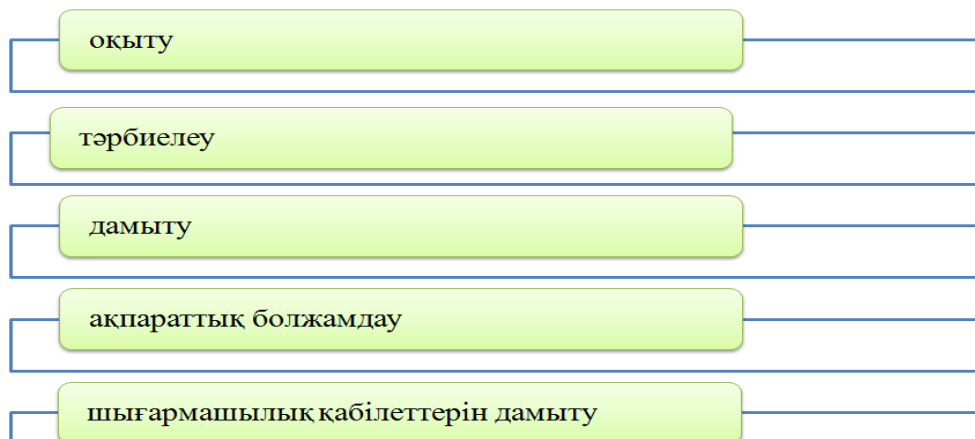 оқыту
тәрбиелеу
дамыту
ақпараттық болжамдау
шығармашылық қабілеттерін дамыту